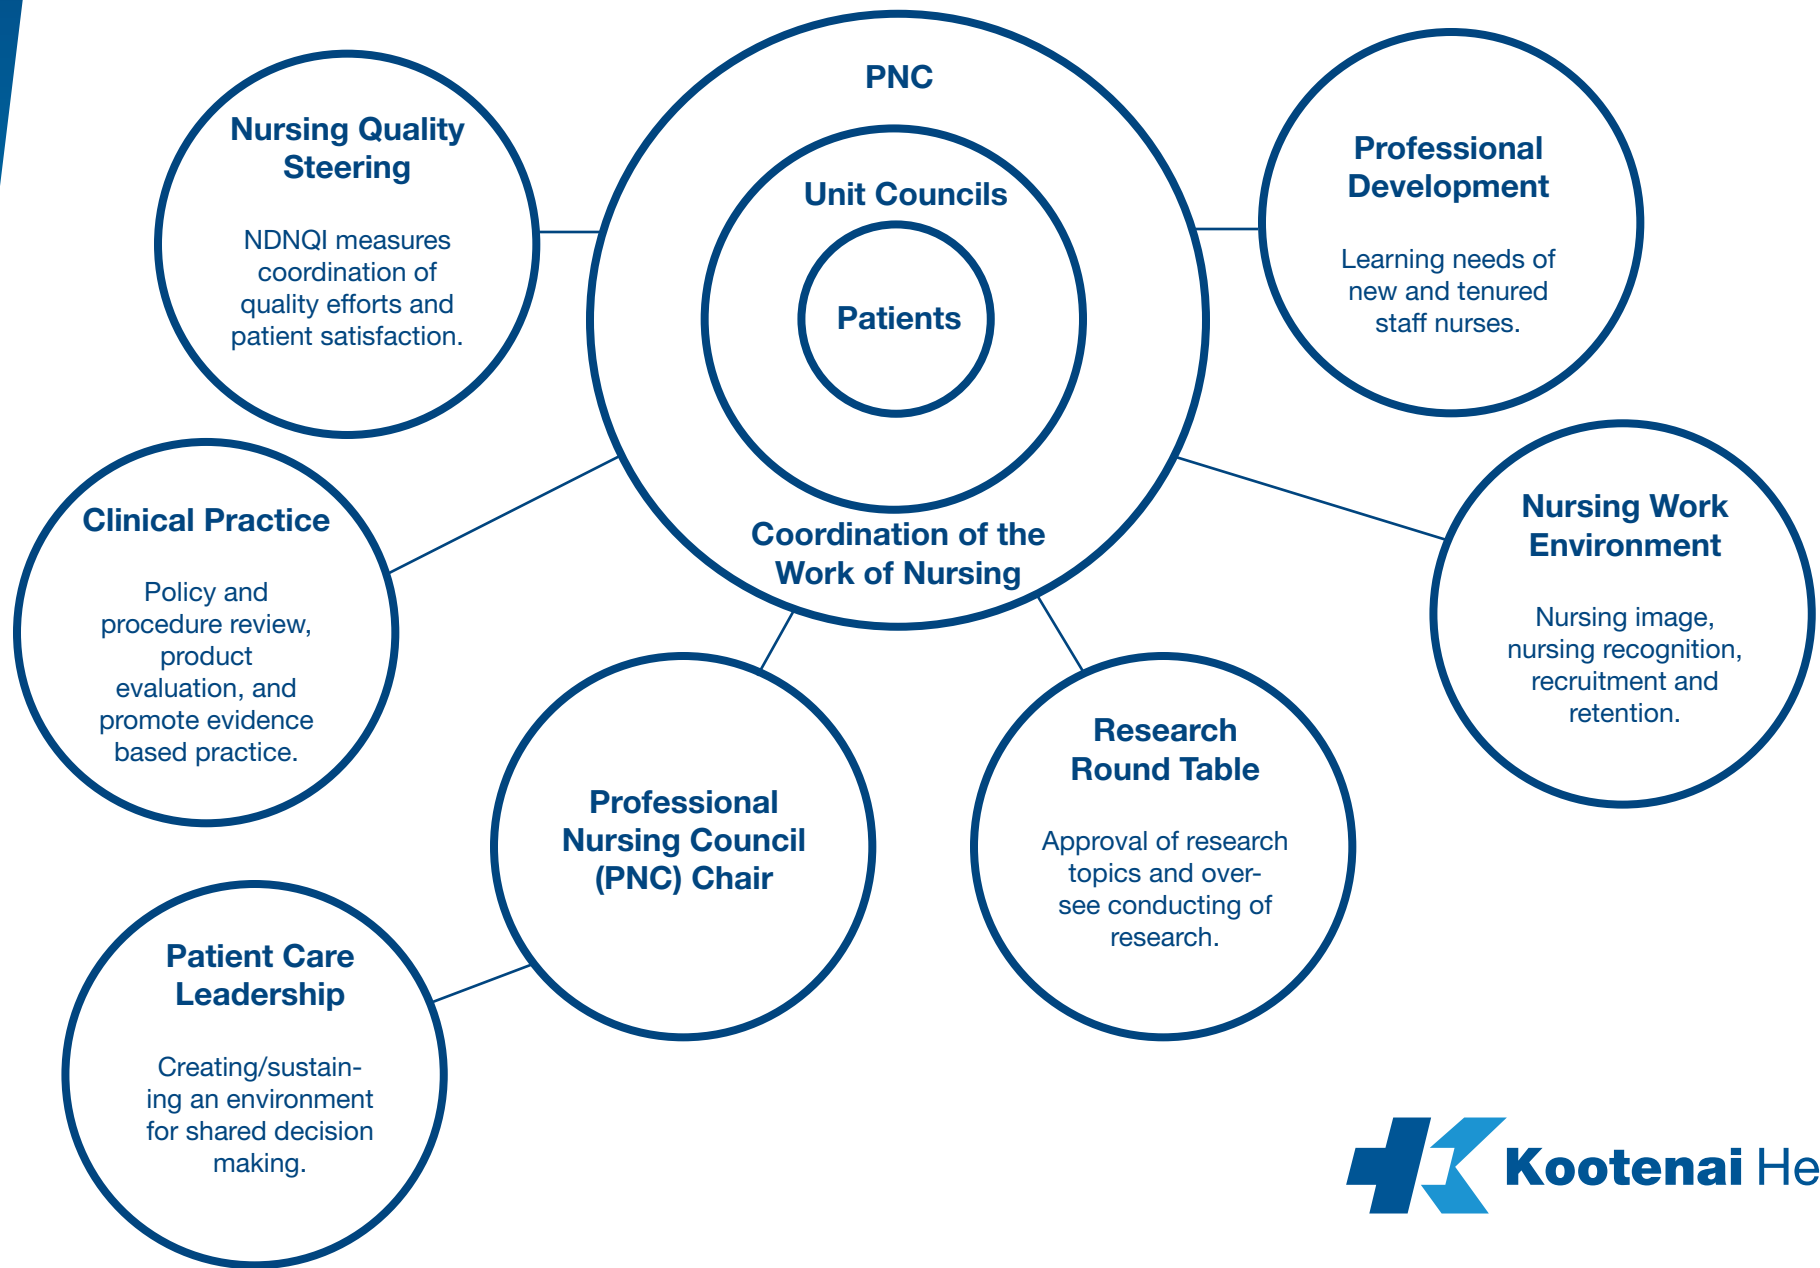 PNC
Unit Councils
Patients
Coordination of the
Work of Nursing
Nursing Quality
Steering
NDNQI measures
coordination of
quality efforts and
patient satisfaction.
Professional
Development
Learning needs of
new and tenured
staff nurses.
Clinical Practice
Policy and
procedure review,
product
evaluation, and
promote evidence
based practice.
Nursing Work
Environment
Nursing image,
nursing recognition,
recruitment and
retention.
Professional
Nursing Council
(PNC) Chair
Research
Round Table
Approval of research
topics and over-
see conducting of
research.
Patient Care
Leadership
Creating/sustain-
ing an environment
for shared decision
making.
Kootenai He